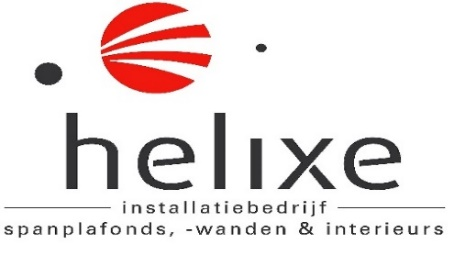 helixe
installatiebedrijf
spanplafonds, -wanden & interieurs